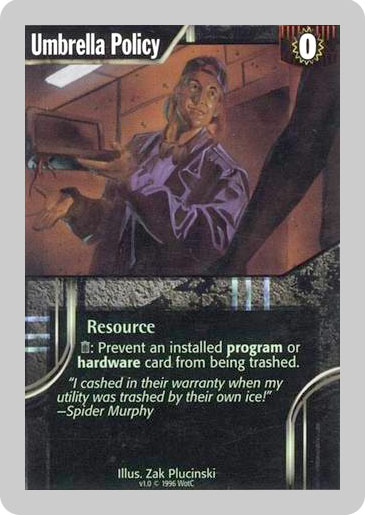 Umbrella Policy
0
Resource
: Prevent an installed program or
hardware card from being trashed.
“I cashed in their warranty when my
utility was trashed by their own ice!”
—Spider Murphy
Illus. Zak Plucinski
v1.0 © 1996 WotC